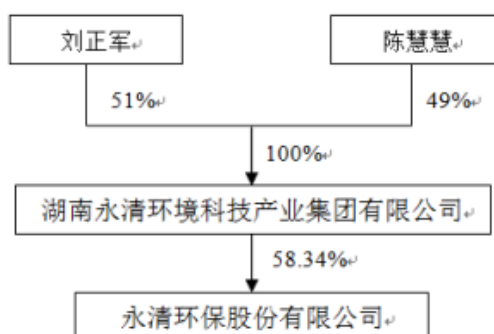 刘正军
陈慧慧
51%
49%
100%
湖南永清环境科技产业集团有限公司
58.34%
永清环保股份有限公司